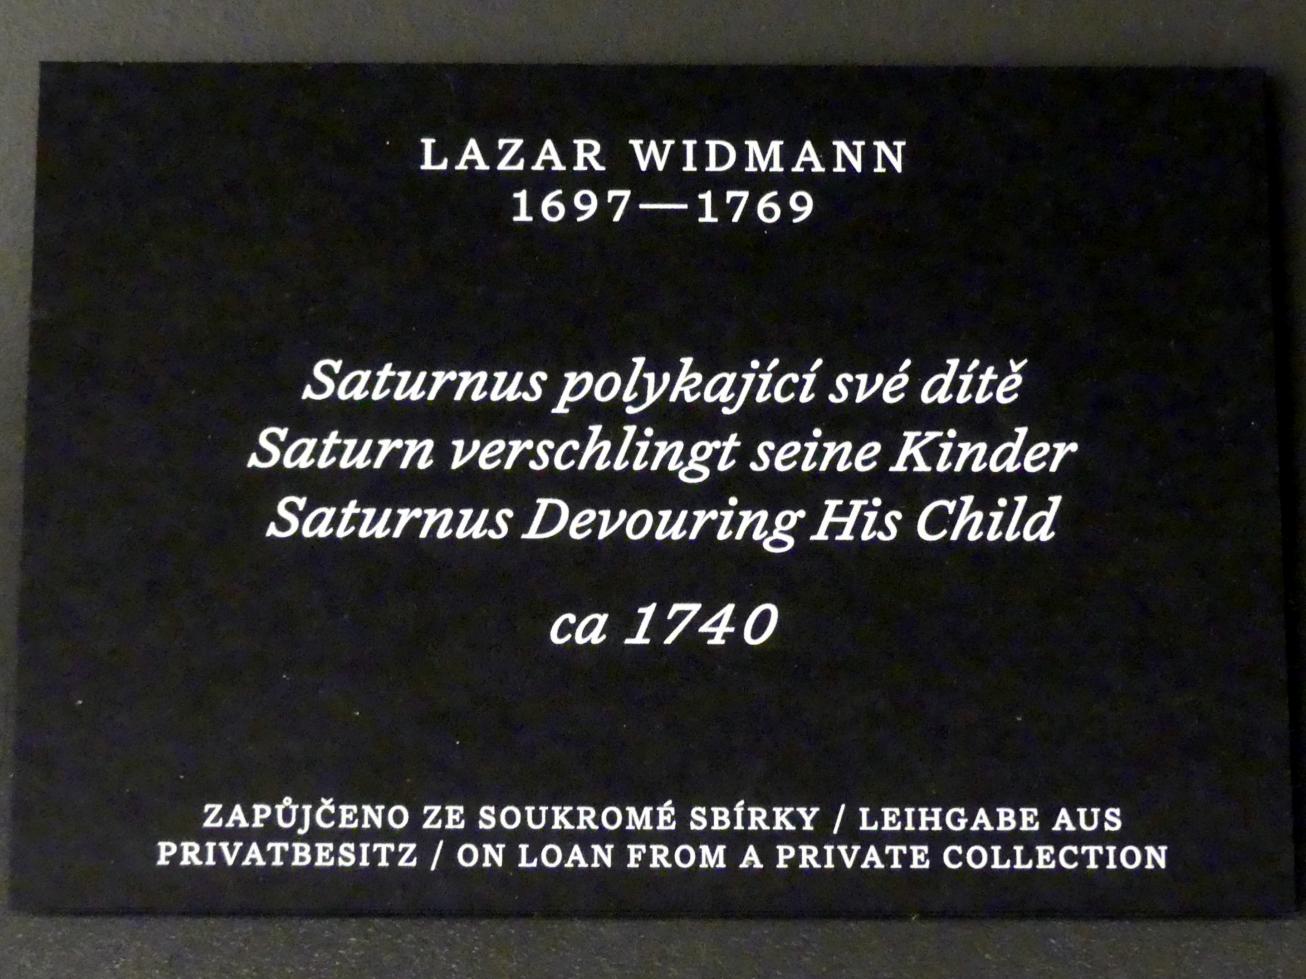 LAZAR WIDMANN
1697—1769
Saturnus polykající své dítě
Saturn verschlingt seine Kinder
Saturnus Devouring His Child
ca 1740
ZAPŮJČENO ZE SOUKROMÉ SBÍRKY / LEIHGABE AUS
PRIVATBESITZ / ON LOAN FROM A PRIVATE COLLECTION